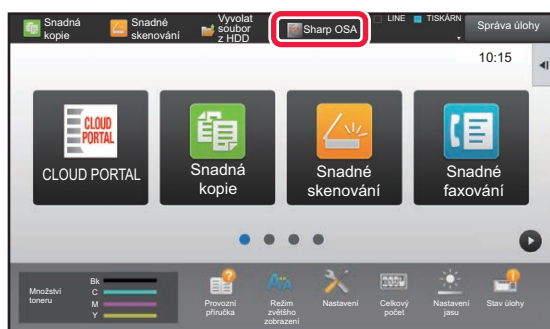 Snadná
kopie
Snadné
skenování
Vyvolat
soubor
z HDD
Sharp OSA
LINE
TISKÁRN
Správa úlohy
10:15
CLOUD
PORTAL
CLOUD PORTAL
Snadná
kopie
Snadné
skenování
Snadné
faxování
Množství
toneru
Bk
C
M
Y
Provozní
příručka
Režim
zvětšho
zobrazení
Nastavení
Celkový
počet
Nastavení
jasu
Stav úlohy